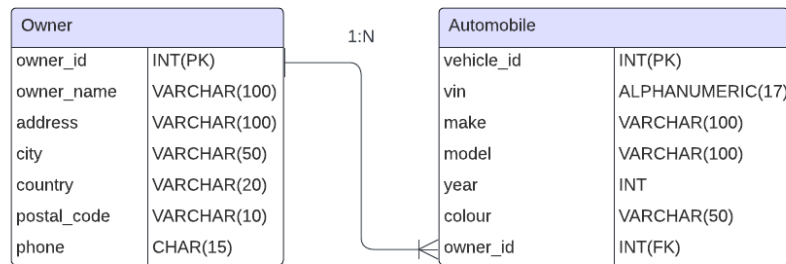 Owner
owner_id INT(PK)
owner_name VARCHAR(100)
address VARCHAR(100)
city VARCHAR(50)
country VARCHAR(20)
postal_code VARCHAR(10)
phone CHAR(15)
1:N
Automobile
vehicle_id INT(PK)
vin ALPHANUMERIC(17)
make VARCHAR(100)
model VARCHAR(100)
year INT
colour VARCHAR(50)
owner_id INT(FK)